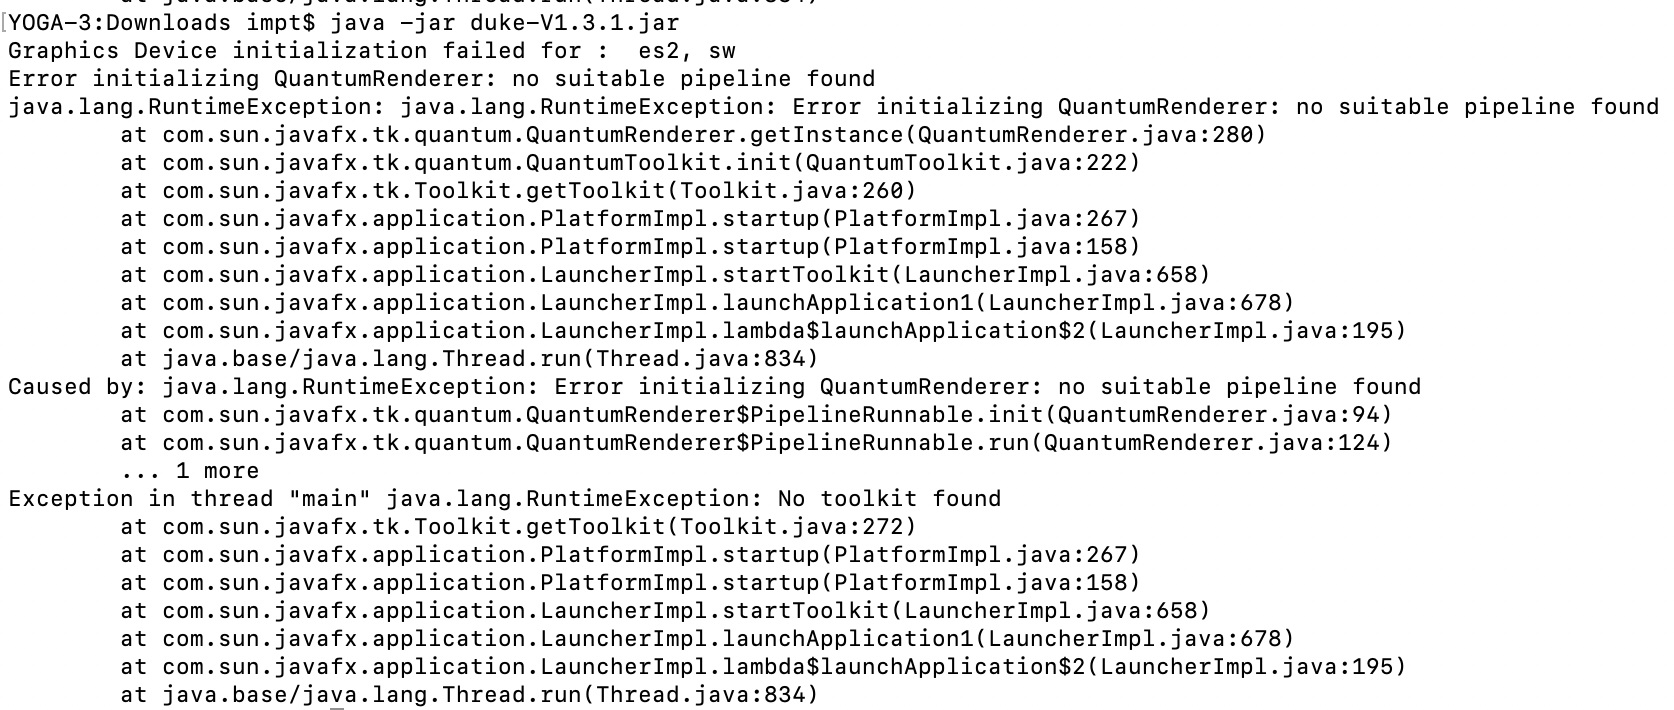 [YOGA-3:Downloads impt$ java -jar duke-V1.3.1.jar
Graphics Device initialization failed for :  es2, sw
Error initializing QuantumRenderer: no suitable pipeline found
java.lang.RuntimeException: java.lang.RuntimeException: Error initializing QuantumRenderer: no suitable pipeline found
        at com.sun.javafx.tk.quantum.QuantumRenderer.getInstance(QuantumRenderer.java:280)
        at com.sun.javafx.tk.quantum.QuantumToolkit.init(QuantumToolkit.java:222)
        at com.sun.javafx.tk.Toolkit.getToolkit(Toolkit.java:260)
        at com.sun.javafx.application.PlatformImpl.startup(PlatformImpl.java:267)
        at com.sun.javafx.application.PlatformImpl.startup(PlatformImpl.java:158)
        at com.sun.javafx.application.LauncherImpl.startToolkit(LauncherImpl.java:658)
        at com.sun.javafx.application.LauncherImpl.launchApplication1(LauncherImpl.java:678)
        at com.sun.javafx.application.LauncherImpl.lambda$launchApplication$2(LauncherImpl.java:195)
        at java.base/java.lang.Thread.run(Thread.java:834)
Caused by: java.lang.RuntimeException: Error initializing QuantumRenderer: no suitable pipeline found
        at com.sun.javafx.tk.quantum.QuantumRenderer$PipelineRunnable.init(QuantumRenderer.java:94)
        at com.sun.javafx.tk.quantum.QuantumRenderer$PipelineRunnable.run(QuantumRenderer.java:124)
        ... 1 more
Exception in thread "main" java.lang.RuntimeException: No toolkit found
        at com.sun.javafx.tk.Toolkit.getToolkit(Toolkit.java:272)
        at com.sun.javafx.application.PlatformImpl.startup(PlatformImpl.java:267)
        at com.sun.javafx.application.PlatformImpl.startup(PlatformImpl.java:158)
        at com.sun.javafx.application.LauncherImpl.startToolkit(LauncherImpl.java:658)
        at com.sun.javafx.application.LauncherImpl.launchApplication1(LauncherImpl.java:678)
        at com.sun.javafx.application.LauncherImpl.lambda$launchApplication$2(LauncherImpl.java:195)
        at java.base/java.lang.Thread.run(Thread.java:834)